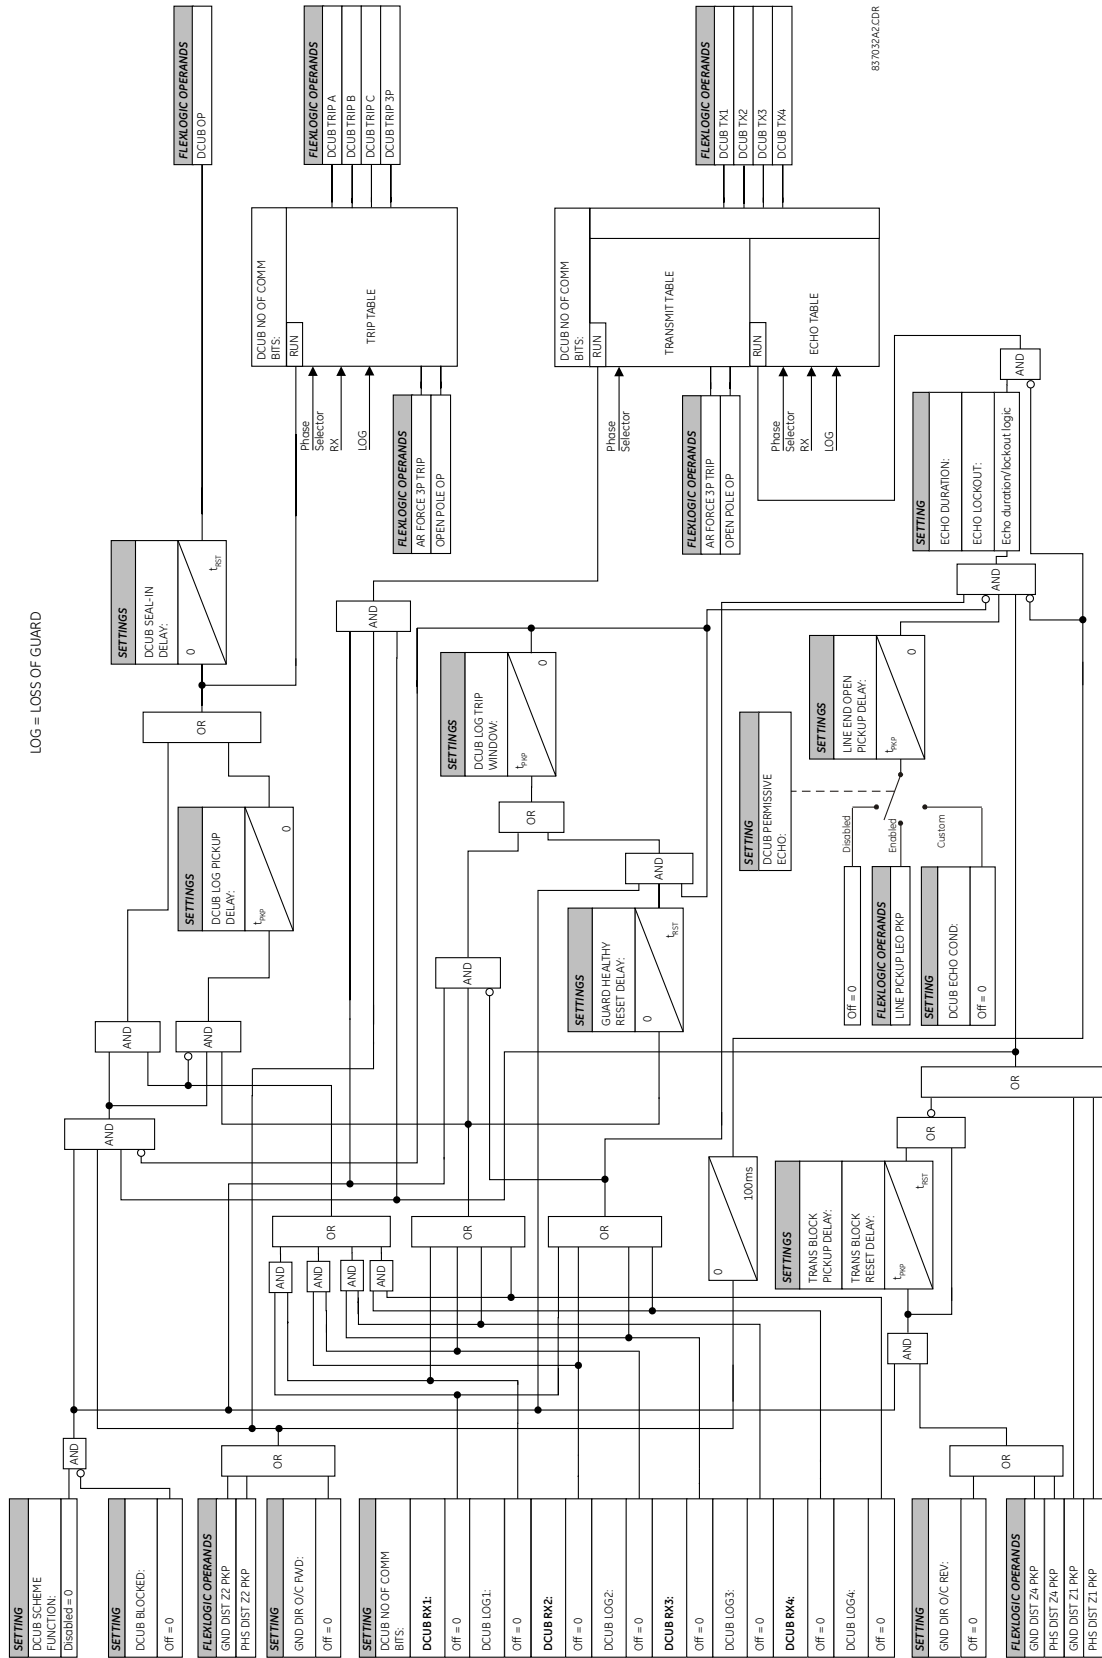 LOG = LOSS OF GUARD
SETTING
DCUB SCHEME
FUNCTION:
Disabled = 0
SETTING
DCUB BLOCKED:
Off = 0
FLEXLOGIC OPERANDS
GND DIST Z2 PKP
PHS DIST Z2 PKP
SETTING
GND DIR O/C FWD:
Off = 0
SETTING
DCUB NO OF COMM
BITS:
DCUB RX1:
Off = 0
DCUB LOG1:
Off = 0
DCUB RX2:
Off = 0
DCUB LOG2:
Off = 0
DCUB RX3:
Off = 0
DCUB LOG3:
Off = 0
DCUB RX4:
Off = 0
DCUB LOG4:
Off = 0
SETTING
GND DIR O/C REV:
Off = 0
FLEXLOGIC OPERANDS
GND DIST Z4 PKP
PHS DIST Z4 PKP
GND DIST Z1 PKP
PHS DIST Z1 PKP
AND
OR
OR
AND
AND
AND
AND
AND
OR
OR
OR
0
100ms
SETTINGS
TRANS BLOCK
PICKUP DELAY:
TRANS BLOCK
RESET DELAY:
tPKP
tRST
OR
OR
AND
AND
AND
AND
SETTINGS
GUARD HEALTHY
RESET DELAY:
0
tRST
AND
OR
SETTINGS
DCUB LOG PICKUP
DELAY:
tPKP
0
OR
SETTINGS
DCUB LOG TRIP
WINDOW:
tPKP
0
Off = 0
FLEXLOGIC OPERANDS
LINE PICKUP LEO PKP
SETTING
DCUB ECHO COND:
Off = 0
Disabled
Enabled
Custom
SETTING
DCUB PERMISSIVE
ECHO:
SETTINGS
LINE END OPEN
PICKUP DELAY:
tPKP
0
AND
AND
SETTINGS
DCUB SEAL-IN
DELAY:
0
tRST
SETTING
ECHO DURATION:
ECHO LOCKOUT:
Echo duration/lockout logic
AND
FLEXLOGIC OPERANDS
AR FORCE 3P TRIP
OPEN POLE OP
Phase
Selector
RX
LOG
DCUB NO OF COMM
BITS:
RUN
TRIP TABLE
FLEXLOGIC OPERANDS
AR FORCE 3P TRIP
OPEN POLE OP
Phase
Selector
Phase
Selector
RX
LOG
DCUB NO OF COMM
BITS:
RUN
TRANSMIT TABLE
RUN
ECHO TABLE
FLEXLOGIC OPERANDS
DCUB OP
FLEXLOGIC OPERANDS
DCUB TRIP A
DCUB TRIP B
DCUB TRIP C
DCUB TRIP 3P
FLEXLOGIC OPERANDS
DCUB TX1
DCUB TX2
DCUB TX3
DCUB TX4
837032A2.CDR